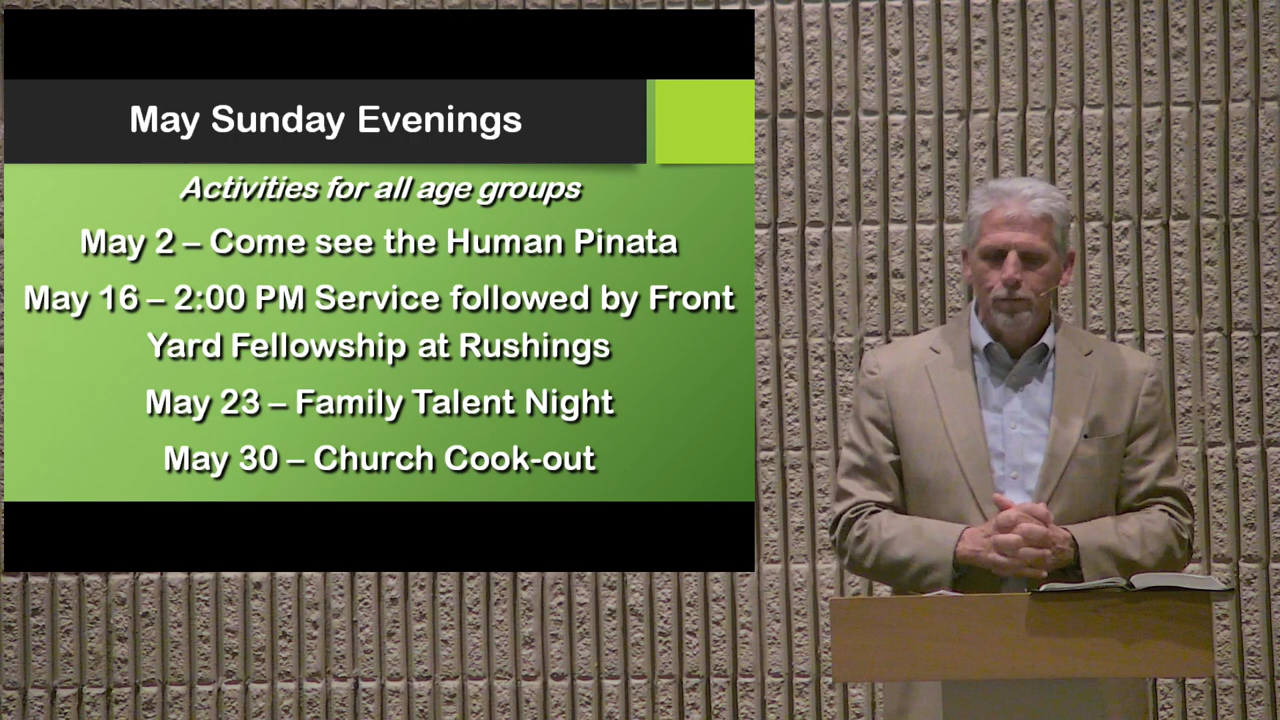 May Sunday Evenings
Activities for all age groups
May 2 – Come see the Human Pinata
May 16 – 2:00 PM Service followed by Front
Yard Fellowship at Rushings
May 23 – Family Talent Night
May 30 – Church Cook-out